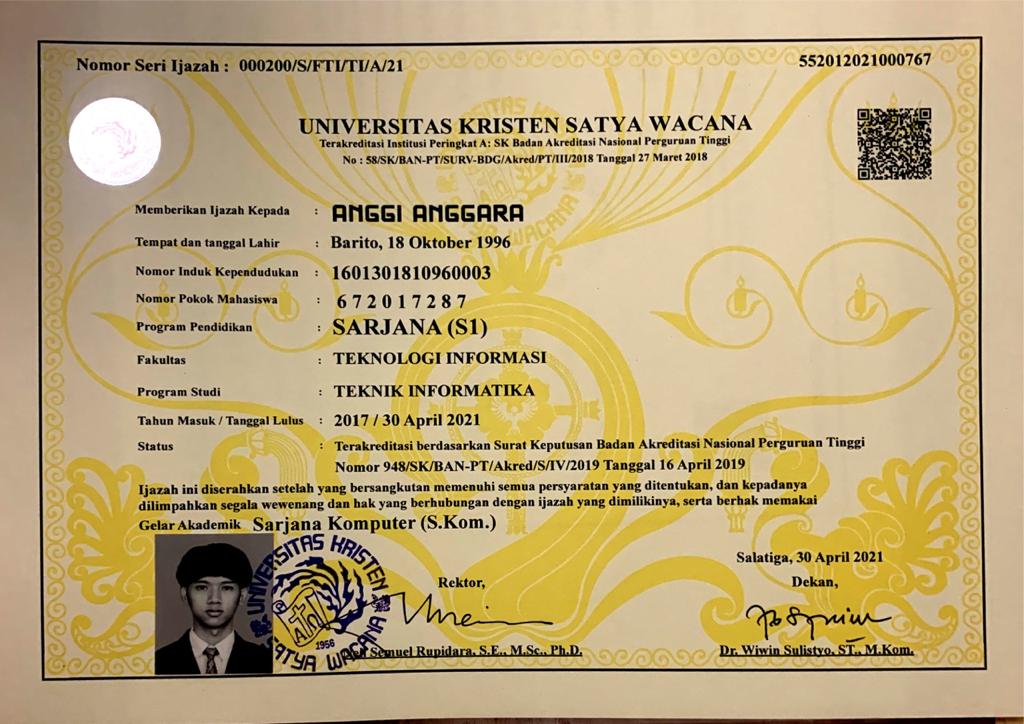 Nomor Seri Ijazah : 000200/S/FTI/TI/A/21
552012021000767
UNIVERSITAS KRISTEN SATYA WACANA
Terakreditasi Institusi Peringkat A: SK Badan Akreditasi Nasional Perguruan Tinggi
No : 58/SK/BAN-PT/SURV-BDG/Akred/PT/III/2018 Tanggal 27 Maret 2018
Memberikan Ijazah Kepada : ANGGI ANGGARA
Tempat dan tanggal Lahir : Barito, 18 Oktober 1996
Nomor Induk Kependudukan : 1601301810960003
Nomor Pokok Mahasiswa : 672017287
Program Pendidikan : SARJANA (S1)
Fakultas : TEKNOLOGI INFORMASI
Program Studi : TEKNIK INFORMATIKA
Tahun Masuk / Tanggal Lulus : 2017 / 30 April 2021
Status : Terakreditasi berdasarkan Surat Keputusan Badan Akreditasi Nasional Perguruan Tinggi
Nomor 948/SK/BAN-PT/Akred/S/IV/2019 Tanggal 16 April 2019
Ijazah ini diserahkan setelah yang bersangkutan memenuhi semua persyaratan yang ditentukan, dan kepadanya
dilimpahkan segala wewenang dan hak yang berhubungan dengan ijazah yang dimilikinya, serta berhak memakai
Gelar Akademik Sarjana Komputer (S.Kom.)
Salatiga, 30 April 2021
Rektor,
Dekan,
UNIVERSITAS KRISTEN
SATYA WACANA
1956
Semuel Rupidara, S.E., M.Sc., Ph.D.
Dr. Wiwin Sulistyo, ST., M.Kom.